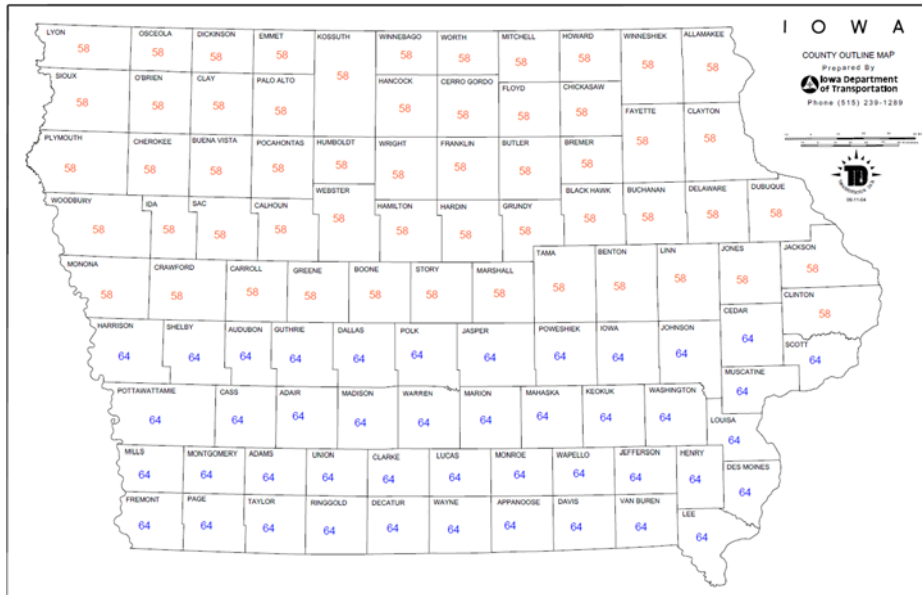 I O W A
COUNTY OUTLINE MAP
Prepared By
Iowa Department
of Transportation
Phone (515) 239-1289
LYON OSCEOLA DICKINSON EMMET KOSSUTH WINNEBAGO WORTH MITCHELL HOWARD WINNESHIEK ALLAMAKEE
58 58 58 58 58 58 58 58 58 58 58
SIOUX O'BRIEN CLAY PALO ALTO HANCOCK CERRO GORDO FLOYD CHICKASAW
58 58 58 58 58 58 58 58
FAYETTE CLAYTON
58 58
PLYMOUTH CHEROKEE BUENA VISTA POCAHONTAS HUMBOLDT WRIGHT FRANKLIN BUTLER BREMER
58 58 58 58 58 58 58 58 58
WEBSTER BLACK HAWK BUCHANAN DELAWARE DUBUQUE
58 58 58 58 58
WOODBURY IDA SAC CALHOUN HAMILTON HARDIN GRUNDY
58 58 58 58 58 58 58
TAMA BENTON LINN JONES JACKSON
58 58 58 58 58
MONONA CRAWFORD CARROLL GREENE BOONE STORY MARSHALL
58 58 58 58 58 58 58
CLINTON
58
CEDAR
64
HARRISON SHELBY AUDUBON GUTHRIE DALLAS POLK JASPER POWESHIEK IOWA JOHNSON
64 64 64 64 64 64 64 64 64 64
SCOTT
64
MUSCATINE
64
POTTAWATTAMIE CASS ADAIR MADISON WARREN MARION MAHASKA KEOKUK WASHINGTON
64 64 64 64 64 64 64 64 64
LOUISA
64
MILLS MONTGOMERY ADAMS UNION CLARKE LUCAS MONROE WAPELLO JEFFERSON HENRY
64 64 64 64 64 64 64 64 64 64
DES MOINES
64
FREMONT PAGE TAYLOR RINGGOLD DECATUR WAYNE APPANOOSE DAVIS VAN BUREN
64 64 64 64 64 64 64 64 64
LEE
64